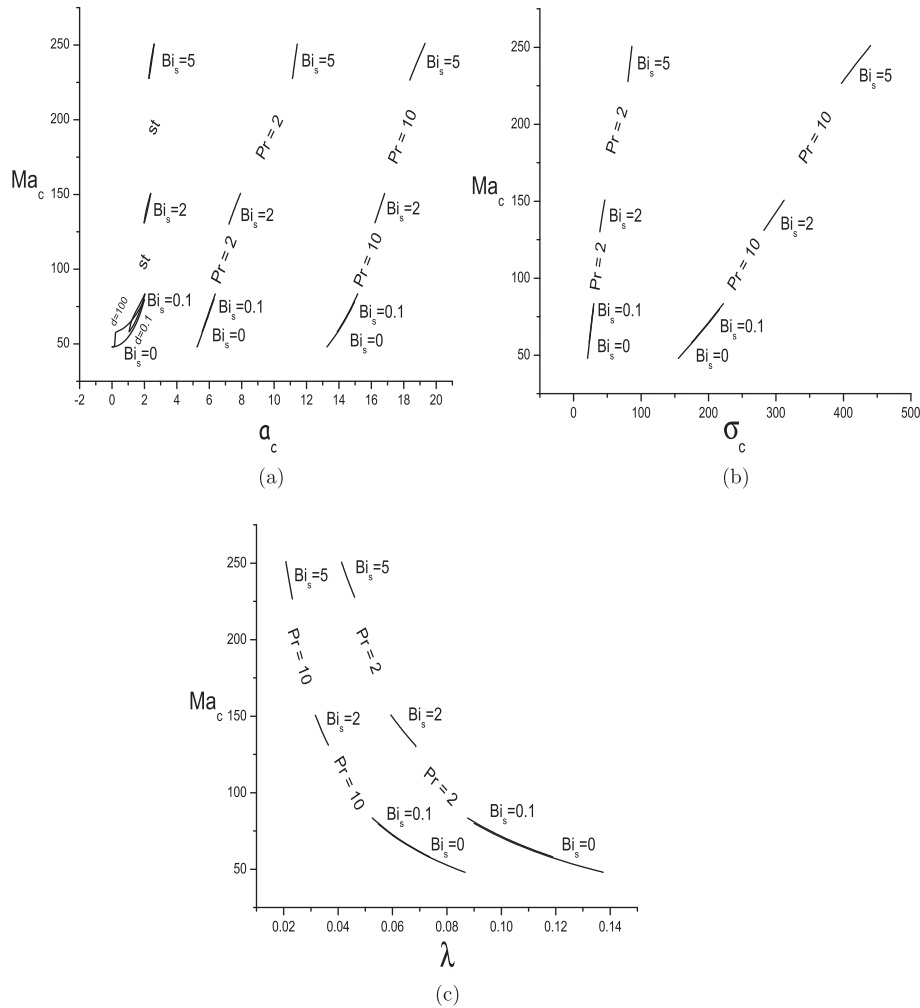 250
200
150
100
50
Ma_c
Bi_s=5
Bi_s=5
Bi_s=5
st
Pr = 2
Pr = 10
Bi_s=2
Bi_s=2
Bi_s=2
st
Pr = 2
Pr = 10
d=100
d=0.1
Bi_s=0.1
Bi_s=0.1
Bi_s=0.1
Bi_s=0
Bi_s=0
Bi_s=0
-2 0 2 4 6 8 10 12 14 16 18 20
a_c
(a)
250
200
150
100
50
Ma_c
Bi_s=5
Bi_s=5
Pr = 2
Pr = 10
Bi_s=2
Bi_s=2
Pr = 2
Pr = 10
Bi_s=0.1
Bi_s=0.1
Bi_s=0
Bi_s=0
0 100 200 300 400 500
σ_c
(b)
250
200
150
100
50
Ma_c
Bi_s=5
Bi_s=5
Pr = 10
Pr = 2
Bi_s=2
Bi_s=2
Pr = 10
Pr = 2
Bi_s=0.1
Bi_s=0.1
Bi_s=0
Bi_s=0
0.02 0.04 0.06 0.08 0.10 0.12 0.14
λ
(c)